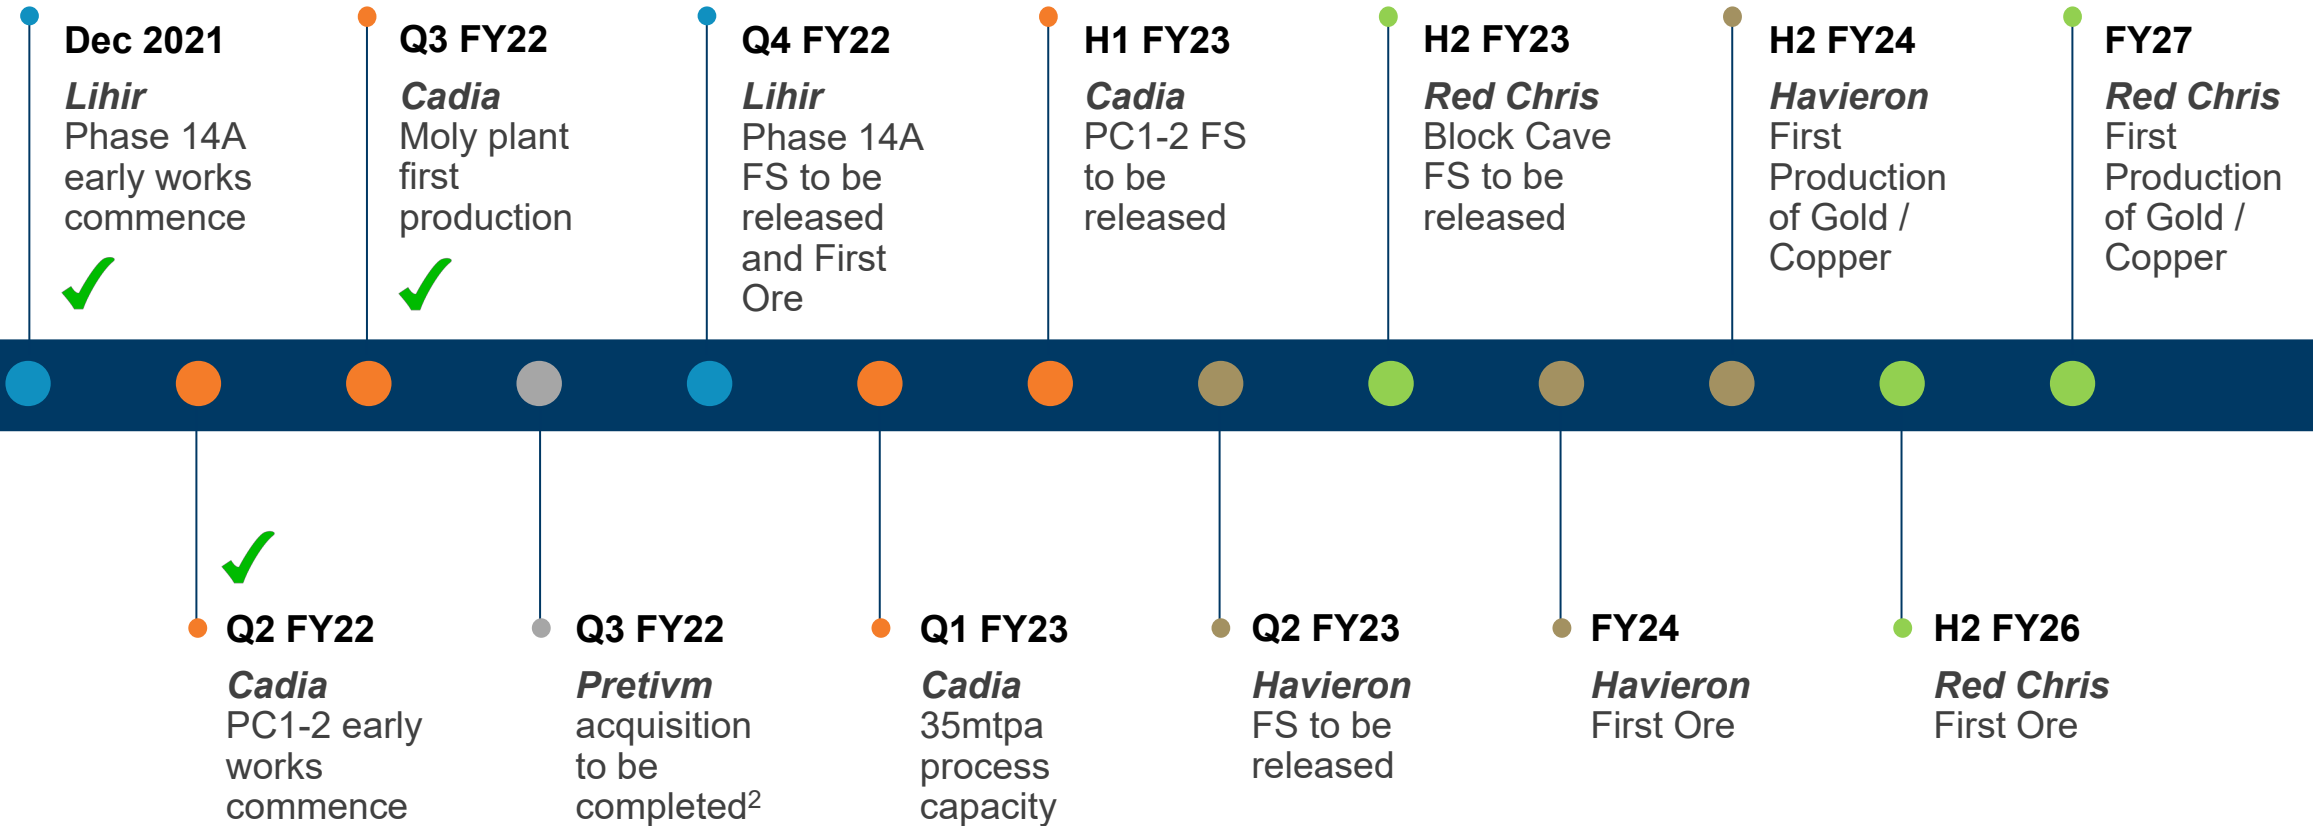 Dec 2021
Lihir
Phase 14A
early works
commence
Q3 FY22
Cadia
Moly plant
first
production
Q4 FY22
Lihir
Phase 14A
FS to be
released
and First
Ore
H1 FY23
Cadia
PC1-2 FS
to be
released
H2 FY23
Red Chris
Block Cave
FS to be
released
H2 FY24
Havieron
First
Production
of Gold /
Copper
FY27
Red Chris
First
Production
of Gold /
Copper
Q2 FY22
Cadia
PC1-2 early
works
commence
Q3 FY22
Pretivm
acquisition
to be
completed²
Q1 FY23
Cadia
35mtpa
process
capacity
Q2 FY23
Havieron
FS to be
released
FY24
Havieron
First Ore
H2 FY26
Red Chris
First Ore